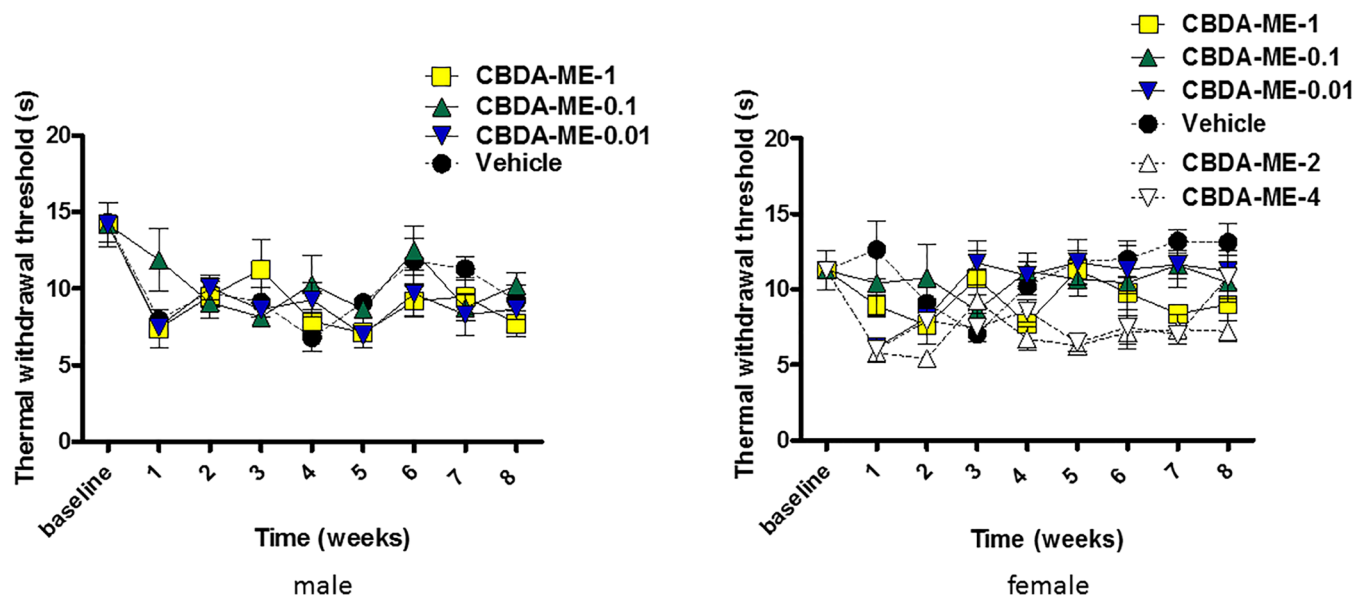 CBDA-ME-1
CBDA-ME-0.1
CBDA-ME-0.01
Vehicle
Thermal withdrawal threshold (s)
20
15
10
5
0
baseline 1 2 3 4 5 6 7 8
Time (weeks)
male
CBDA-ME-1
CBDA-ME-0.1
CBDA-ME-0.01
Vehicle
CBDA-ME-2
CBDA-ME-4
Thermal withdrawal threshold (s)
20
15
10
5
0
baseline 1 2 3 4 5 6 7 8
Time (weeks)
female